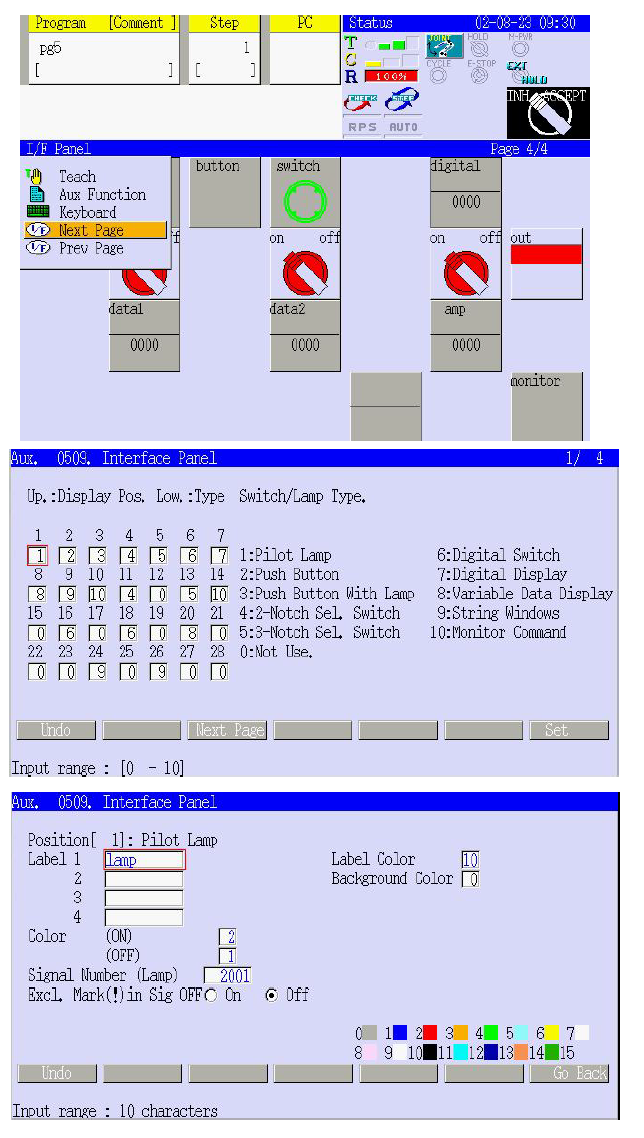 Program [Comment ] Step PC Status 02-08-23 09:30
pg5 1
[ ] [ ]
T C R 100%
JOINT HOLD M-PWR
CYCLE E-STOP EXT HOLD
CHECK STEP
INH. ACCEPT
RPS AUTO
I/F Panel Page 4/4
Teach
Aux Function
Keyboard
I/F Next Page
I/F Prev Page
button switch digital
0000
on off on off out
data1 data2 amp
0000 0000 0000
monitor
Aux. 0509. Interface Panel 1/ 4
Up.:Display Pos. Low.:Type Switch/Lamp Type.
1 2 3 4 5 6 7
1 2 3 4 5 6 7 1:Pilot Lamp 6:Digital Switch
8 9 10 11 12 13 14 2:Push Button 7:Digital Display
8 9 10 4 0 5 10 3:Push Button With Lamp 8:Variable Data Display
15 16 17 18 19 20 21 4:2-Notch Sel. Switch 9:String Windows
0 6 0 6 0 8 0 5:3-Notch Sel. Switch 10:Monitor Command
22 23 24 25 26 27 28 0:Not Use.
0 0 9 0 9 0 0
Undo Next Page Set
Input range : [0 - 10]
Aux. 0509. Interface Panel
Position[ 1]: Pilot Lamp
Label 1 lamp Label Color 10
2 Background Color 0
3
4
Color (ON) 2
(OFF) 1
Signal Number (Lamp) 2001
Excl. Mark(!)in Sig OFF On Off
0 1 2 3 4 5 6 7
8 9 10 11 12 13 14 15
Undo Go Back
Input range : 10 characters